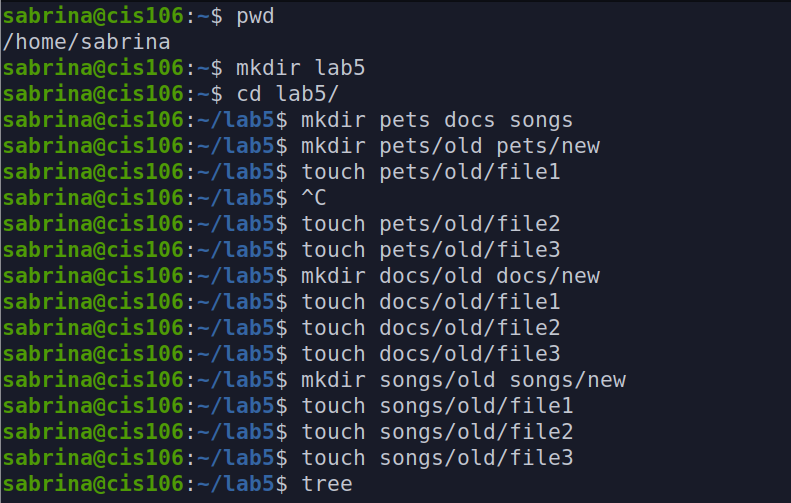 sabrina@cis106:~$ pwd
/home/sabrina
sabrina@cis106:~$ mkdir lab5
sabrina@cis106:~$ cd lab5/
sabrina@cis106:~/lab5$ mkdir pets docs songs
sabrina@cis106:~/lab5$ mkdir pets/old pets/new
sabrina@cis106:~/lab5$ touch pets/old/file1
sabrina@cis106:~/lab5$ ^C
sabrina@cis106:~/lab5$ touch pets/old/file2
sabrina@cis106:~/lab5$ touch pets/old/file3
sabrina@cis106:~/lab5$ mkdir docs/old docs/new
sabrina@cis106:~/lab5$ touch docs/old/file1
sabrina@cis106:~/lab5$ touch docs/old/file2
sabrina@cis106:~/lab5$ touch docs/old/file3
sabrina@cis106:~/lab5$ mkdir songs/old songs/new
sabrina@cis106:~/lab5$ touch songs/old/file1
sabrina@cis106:~/lab5$ touch songs/old/file2
sabrina@cis106:~/lab5$ touch songs/old/file3
sabrina@cis106:~/lab5$ tree